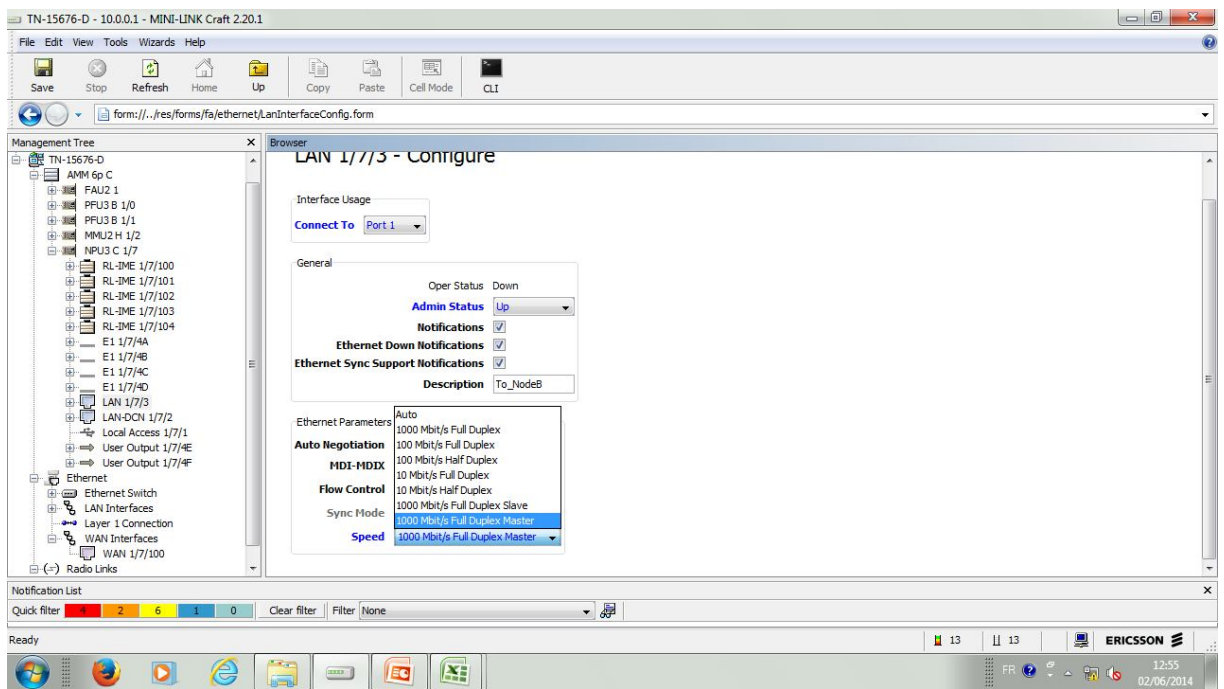 TN-15676-D - 10.0.0.1 - MINI-LINK Craft 2.20.1
File Edit View Tools Wizards Help
Save Stop Refresh Home Up Copy Paste Cell Mode CLI
form://../res/forms/fa/ethernet/LanInterfaceConfig.form
Management Tree
TN-15676-D
AMM 6p C
FAU2 1
PFU3 B 1/0
PFU3 B 1/1
MMU2 H 1/2
NPU3 C 1/7
RL-IME 1/7/100
RL-IME 1/7/101
RL-IME 1/7/102
RL-IME 1/7/103
RL-IME 1/7/104
E1 1/7/4A
E1 1/7/4B
E1 1/7/4C
E1 1/7/4D
LAN 1/7/3
LAN-DCN 1/7/2
Local Access 1/7/1
User Output 1/7/4E
User Output 1/7/4F
Ethernet
Ethernet Switch
LAN Interfaces
Layer 1 Connection
WAN Interfaces
WAN 1/7/100
Radio Links
Browser
LAN 1/7/3 - Configure
Interface Usage
Connect To Port 1
General
Oper Status Down
Admin Status Up
Notifications
Ethernet Down Notifications
Ethernet Sync Support Notifications
Description To_NodeB
Ethernet Parameters
Auto Negotiation
MDI-MDIX
Flow Control
Sync Mode
Auto
1000 Mbit/s Full Duplex
100 Mbit/s Full Duplex
100 Mbit/s Half Duplex
10 Mbit/s Full Duplex
10 Mbit/s Half Duplex
1000 Mbit/s Full Duplex Slave
1000 Mbit/s Full Duplex Master
Speed 1000 Mbit/s Full Duplex Master
Notification List
Quick filter 4 2 6 1 0 Clear filter Filter None
Ready 13 13 ERICSSON
FR 12:55
02/06/2014